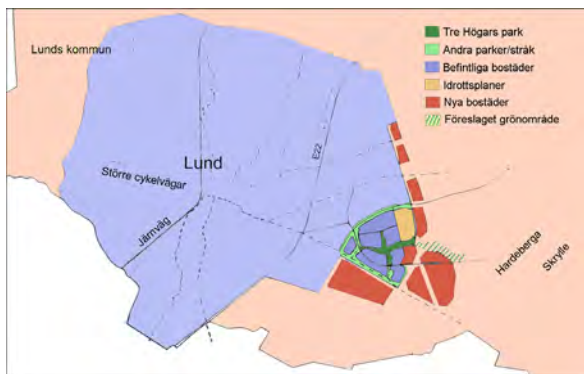 Lunds kommun
Tre Högars park
Andra parker/stråk
Befintliga bostäder
Idrottsplaner
Nya bostäder
Föreslaget grönområde
Lund
E22
Större cykelvägar
Järnväg
Hardeberga
Skrylle